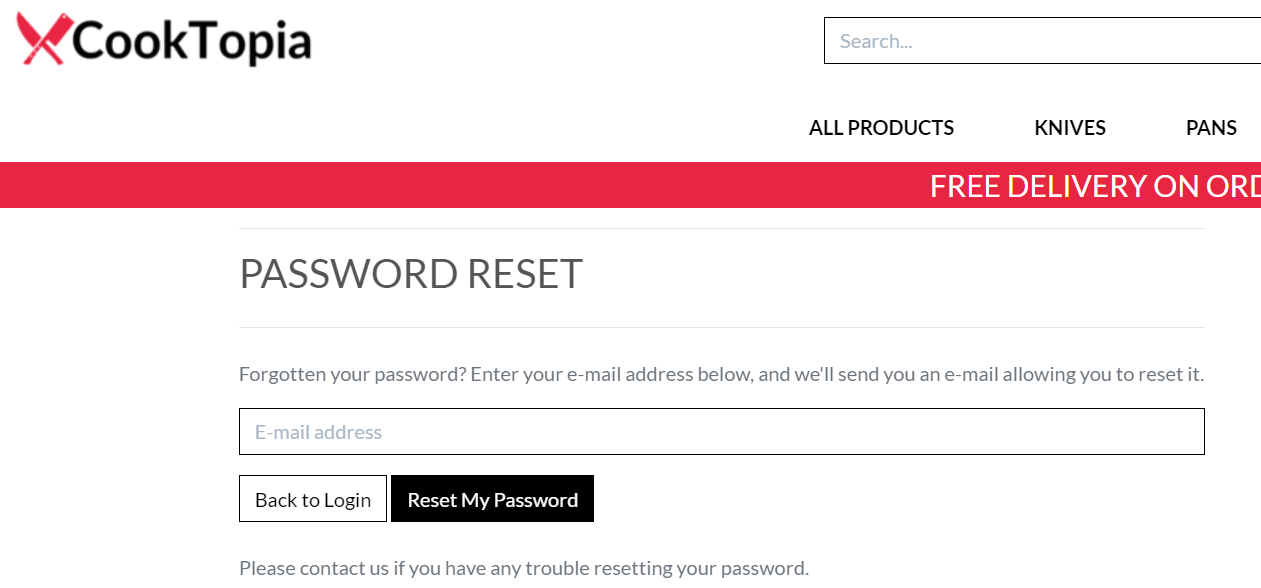 CookTopia
Search...
ALL PRODUCTS KNIVES PANS
FREE DELIVERY ON
PASSWORD RESET
Forgotten your password? Enter your e-mail address below, and we'll send you an e-mail allowing you to reset it.
E-mail address
Back to Login Reset My Password
Please contact us if you have any trouble resetting your password.